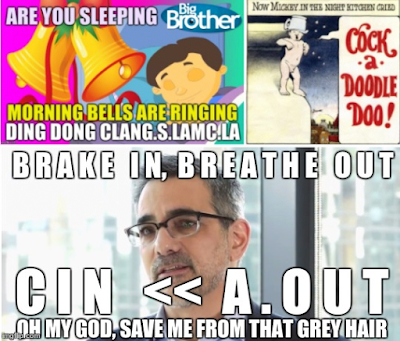 ARE YOU SLEEPING Big Brother
MORNING BELLS ARE RINGING
DING DONG CLANG.S.LAMC.LA
NOW MICKEY IN THE NIGHT KITCHEN CRIED
COCK
-a-
DOODLE
DOO!
BRAKE IN, BREATHE OUT
CIN << A.OUT
OH MY GOD, SAVE ME FROM THAT GREY HAIR
imgflip.com